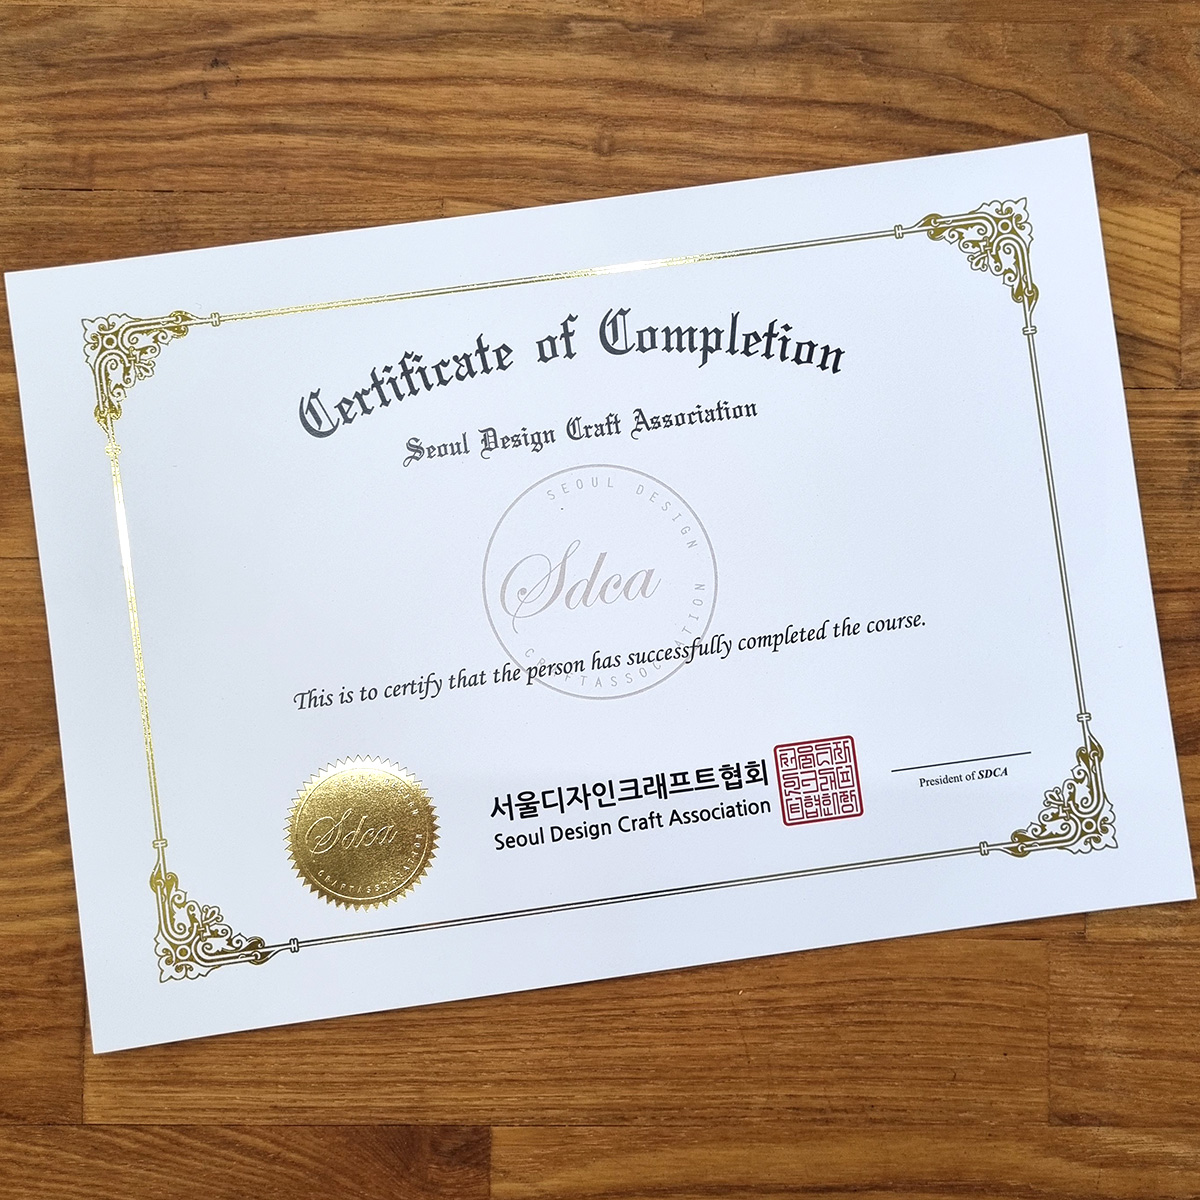 Certificate of Completion
Seoul Design Craft Association
SEOUL DESIGN
Sdca
CRAFTASSOCIATION
This is to certify that the person has successfully completed the course.
Sdca
CRAFTASSOCIATION
서울디자인크래프트협회
Seoul Design Craft Association
President of SDCA